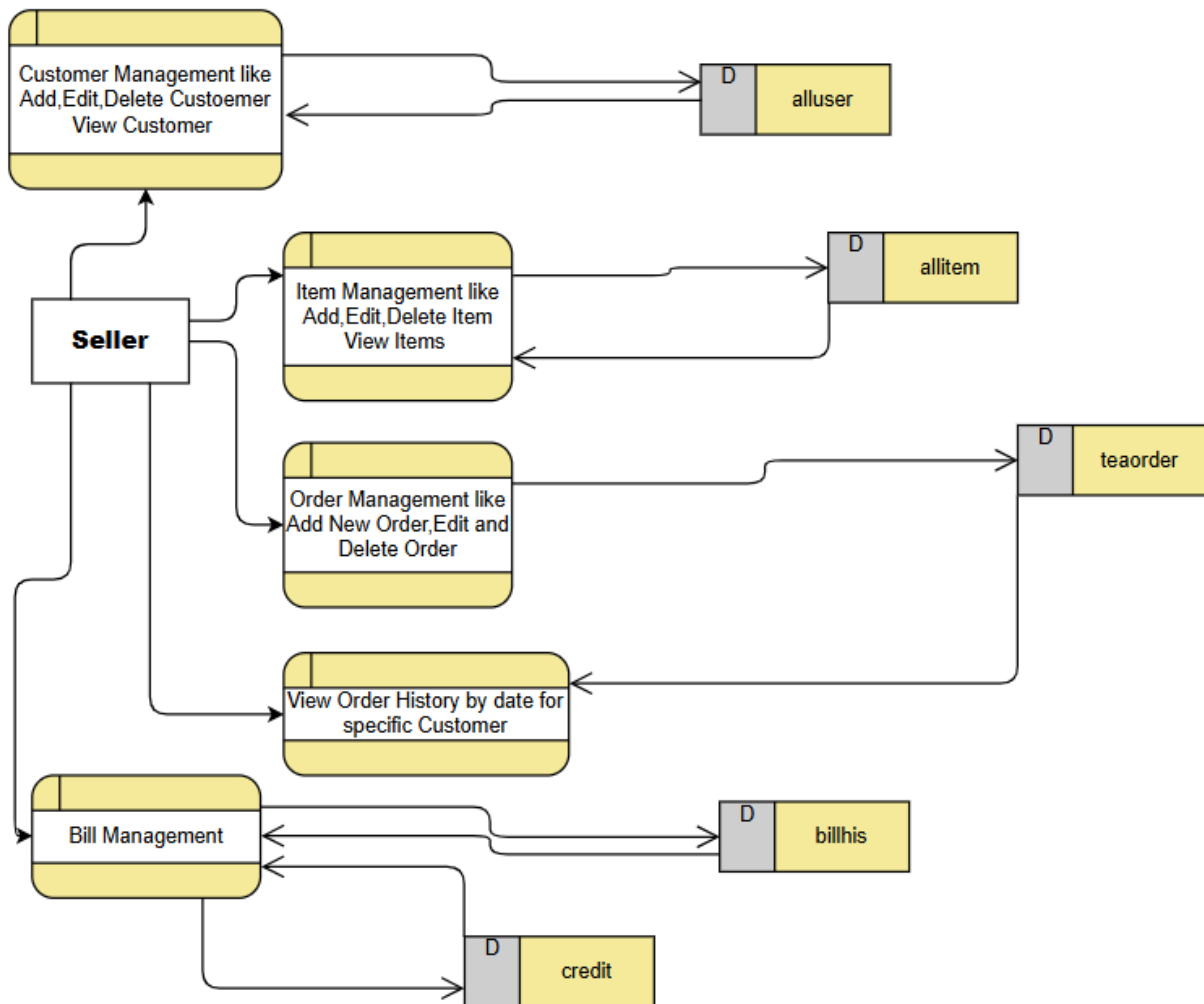 Customer Management like
Add,Edit,Delete Custoemer
View Customer
D
alluser
Seller
Item Management like
Add,Edit,Delete Item
View Items
D
allitem
Order Management like
Add New Order,Edit and
Delete Order
D
teaorder
View Order History by date for
specific Customer
Bill Management
D
billhis
D
credit